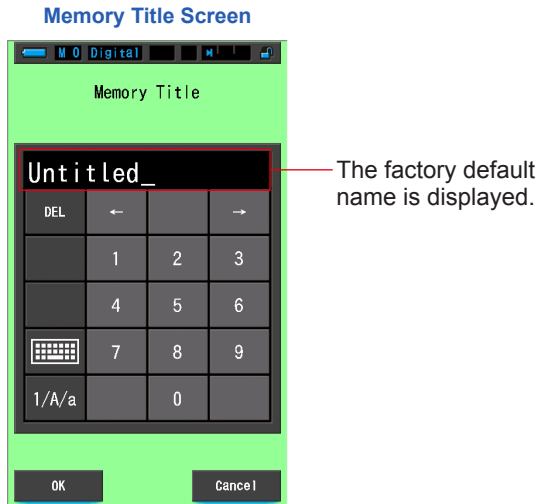 Memory Title Screen
M 0 Digital
Memory Title
Untitled_
The factory default
name is displayed.
DEL ← →
1 2 3
4 5 6
7 8 9
1/A/a 0
OK Cancel